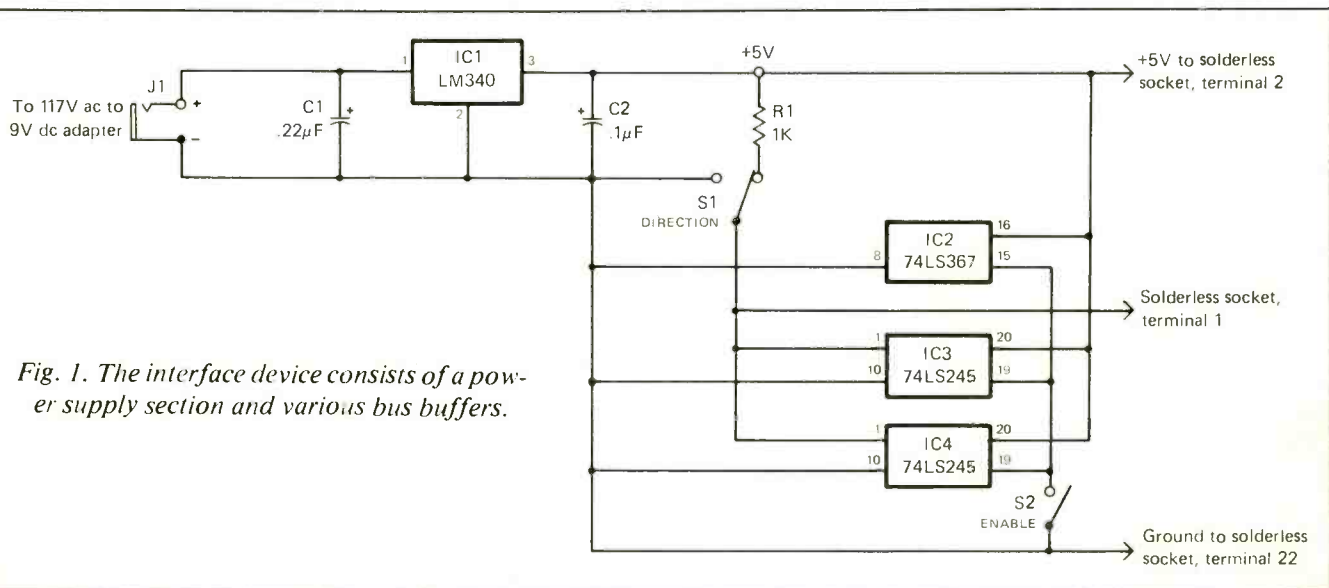 J1
To 117V ac to
9V dc adapter
+
−
C1
.22µF
+
1
IC1
LM340
3
2
+
C2
.1µF
+5V
R1
1K
S1
DIRECTION
+5V to solderless
socket, terminal 2
8
IC2
74LS367
16
15
Solderless socket,
terminal 1
1
10
IC3
74LS245
20
19
1
10
IC4
74LS245
20
19
S2
ENABLE
Ground to solderless
socket, terminal 22
Fig. 1. The interface device consists of a pow-
er supply section and various bus buffers.